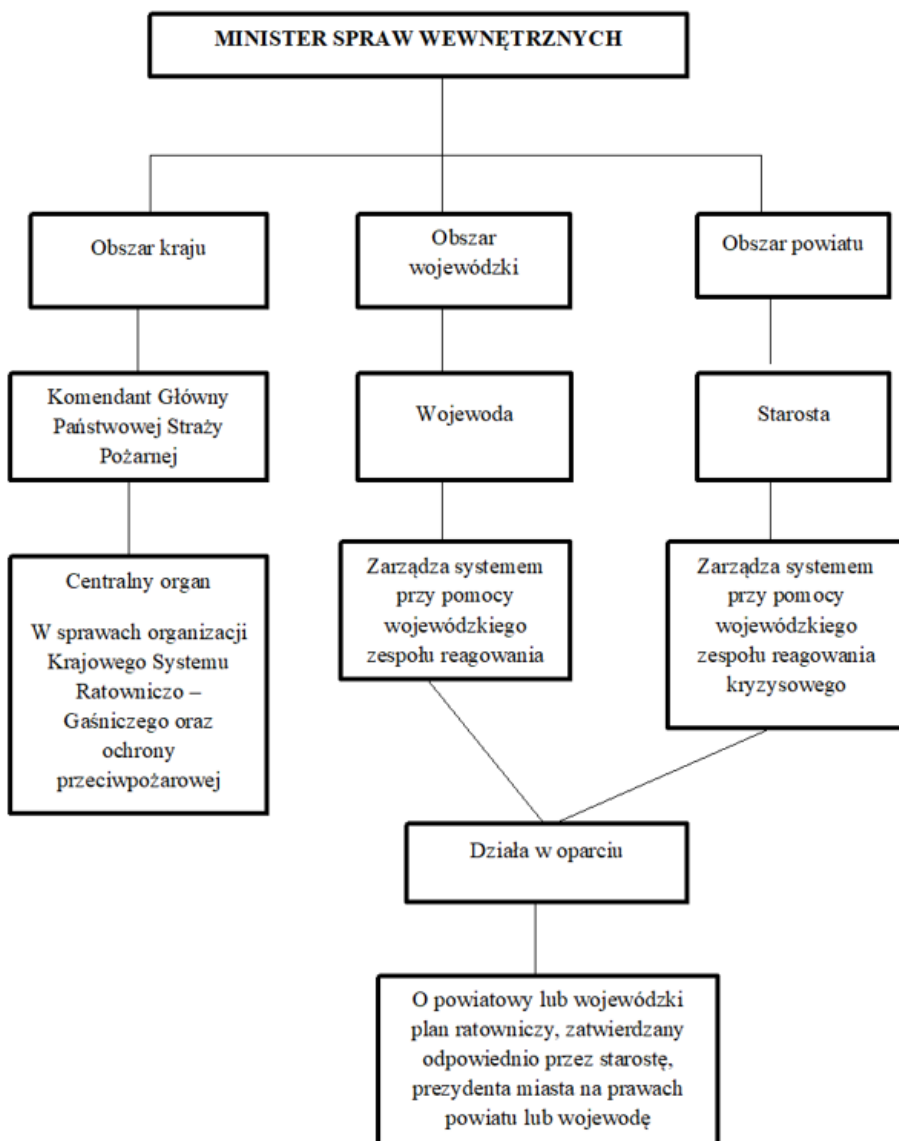 MINISTER SPRAW WEWNĘTRZNYCH
Obszar kraju
Obszar
wojewódzki
Obszar powiatu
Komendant Główny
Państwowej Straży
Pożarnej
Wojewoda
Starosta
Centralny organ
W sprawach organizacji
Krajowego Systemu
Ratowniczo –
Gaśniczego oraz
ochrony
przeciwpożarowej
Zarządza systemem
przy pomocy
wojewódzkiego
zespołu reagowania
Zarządza systemem
przy pomocy
wojewódzkiego
zespołu reagowania
kryzysowego
Działa w oparciu
O powiatowy lub wojewódzki
plan ratowniczy, zatwierdzany
odpowiednio przez starostę,
prezydenta miasta na prawach
powiatu lub wojewodę